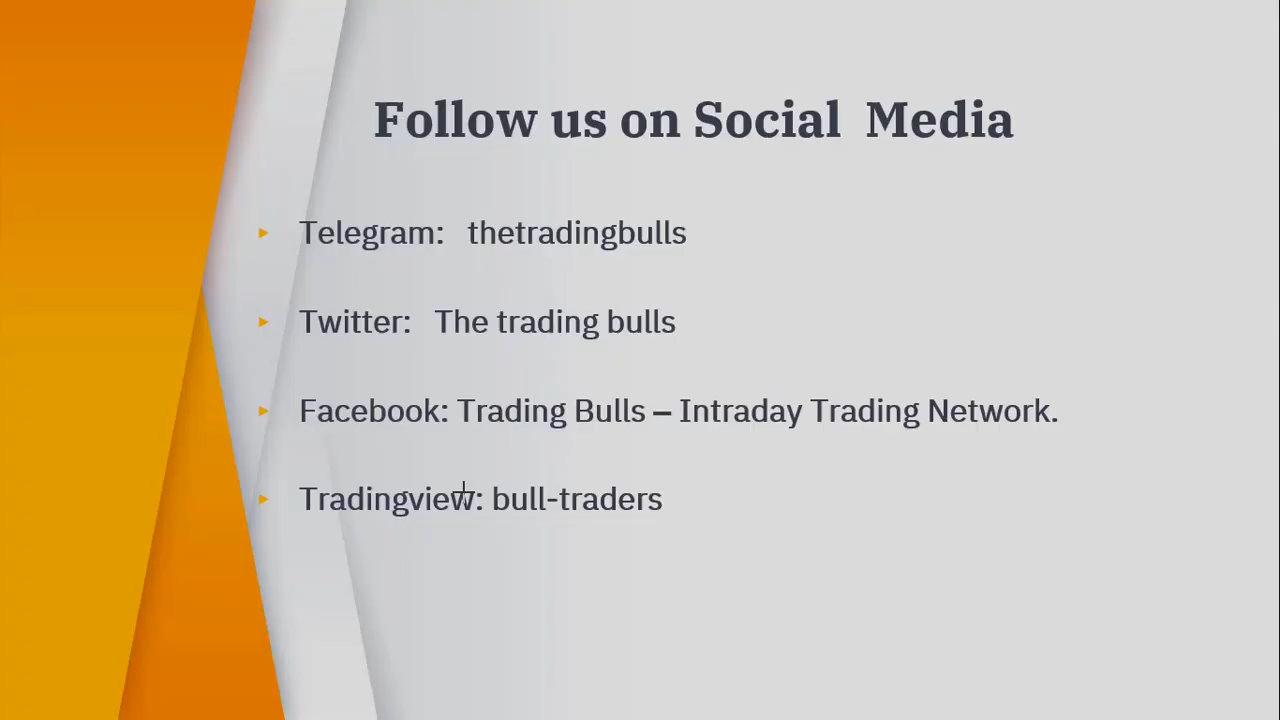 Follow us on Social Media
Telegram: thetradingbulls
Twitter: The trading bulls
Facebook: Trading Bulls – Intraday Trading Network.
Tradingview: bull-traders